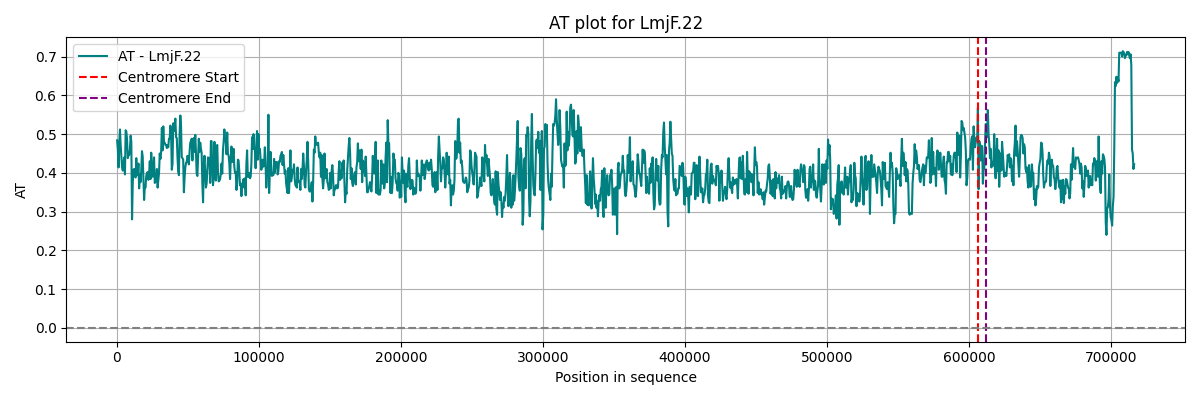 AT plot for LmjF.22
AT - LmjF.22
Centromere Start
Centromere End
AT
0.7
0.6
0.5
0.4
0.3
0.2
0.1
0.0
0 100000 200000 300000 400000 500000 600000 700000
Position in sequence